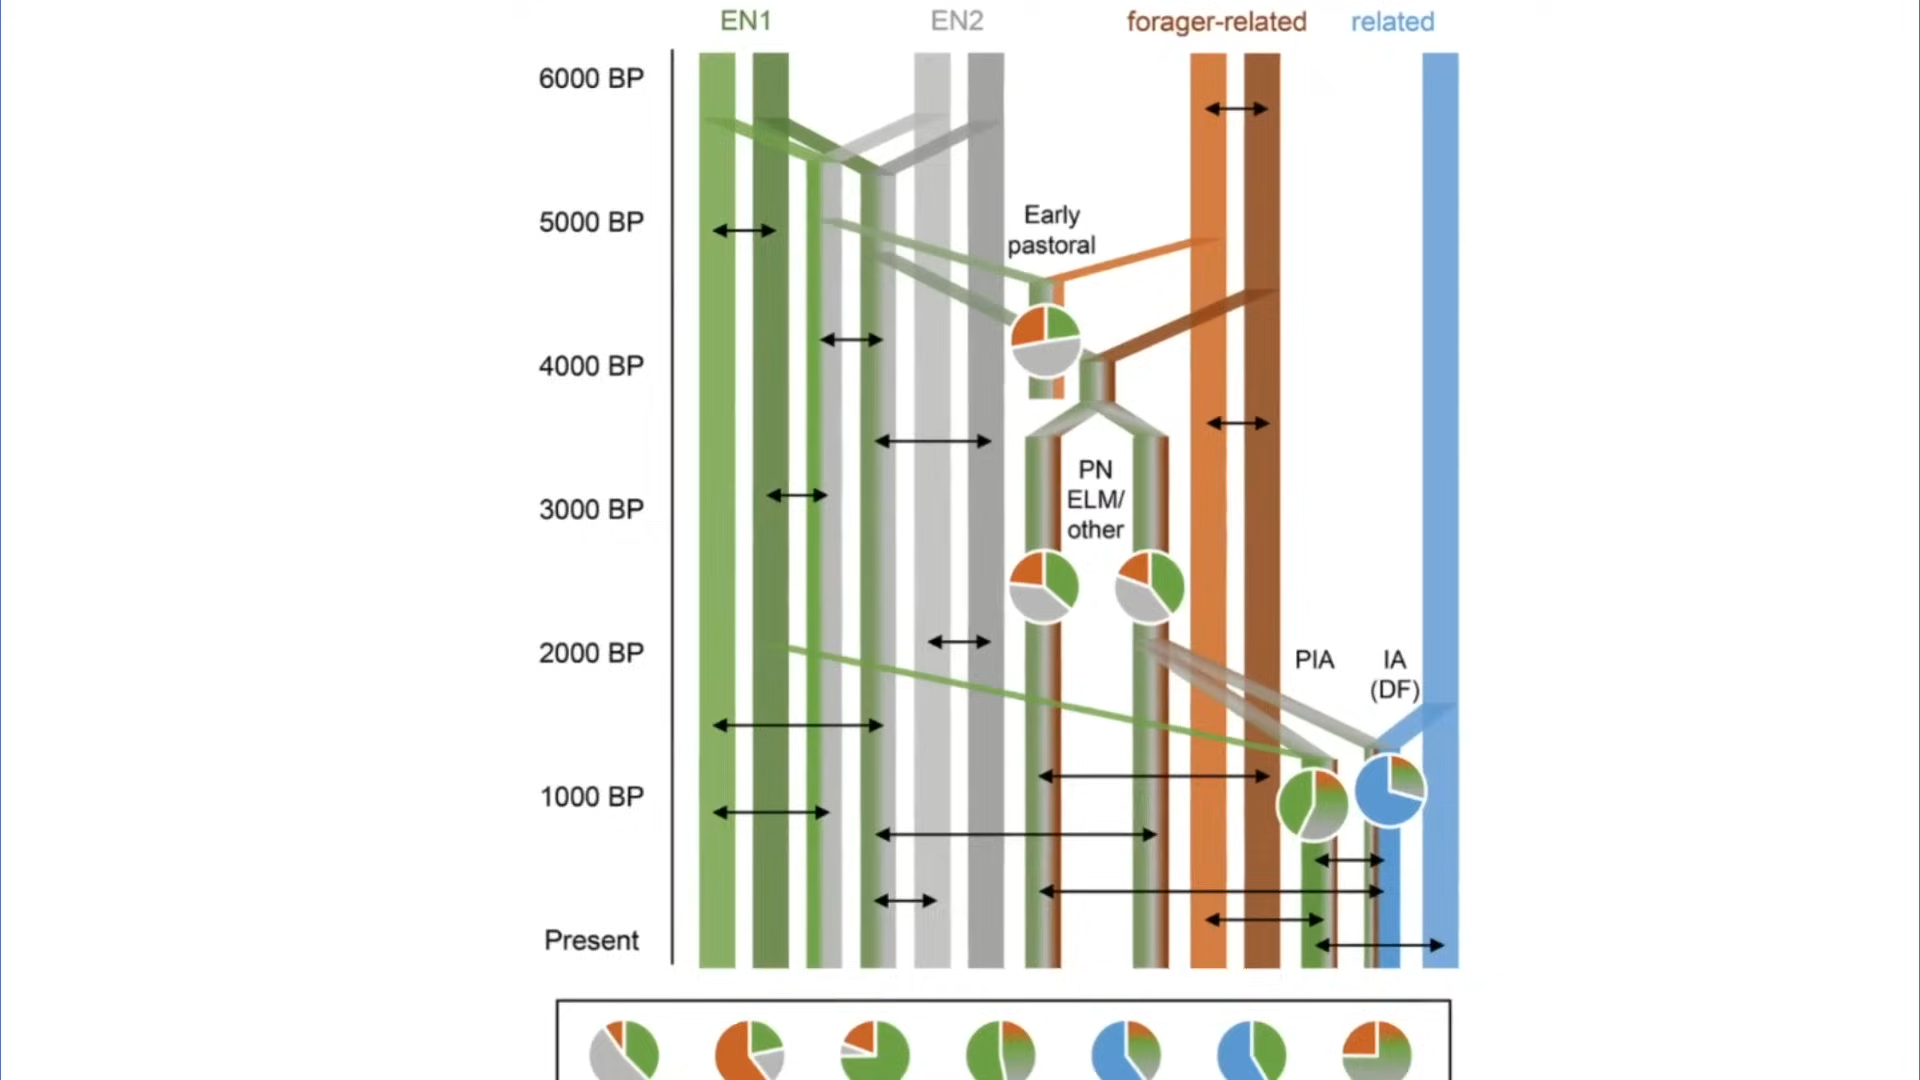 EN1
EN2
forager-related
related
6000 BP
5000 BP
4000 BP
3000 BP
2000 BP
1000 BP
Present
Early
pastoral
PN
ELM/
other
PIA
IA
(DF)